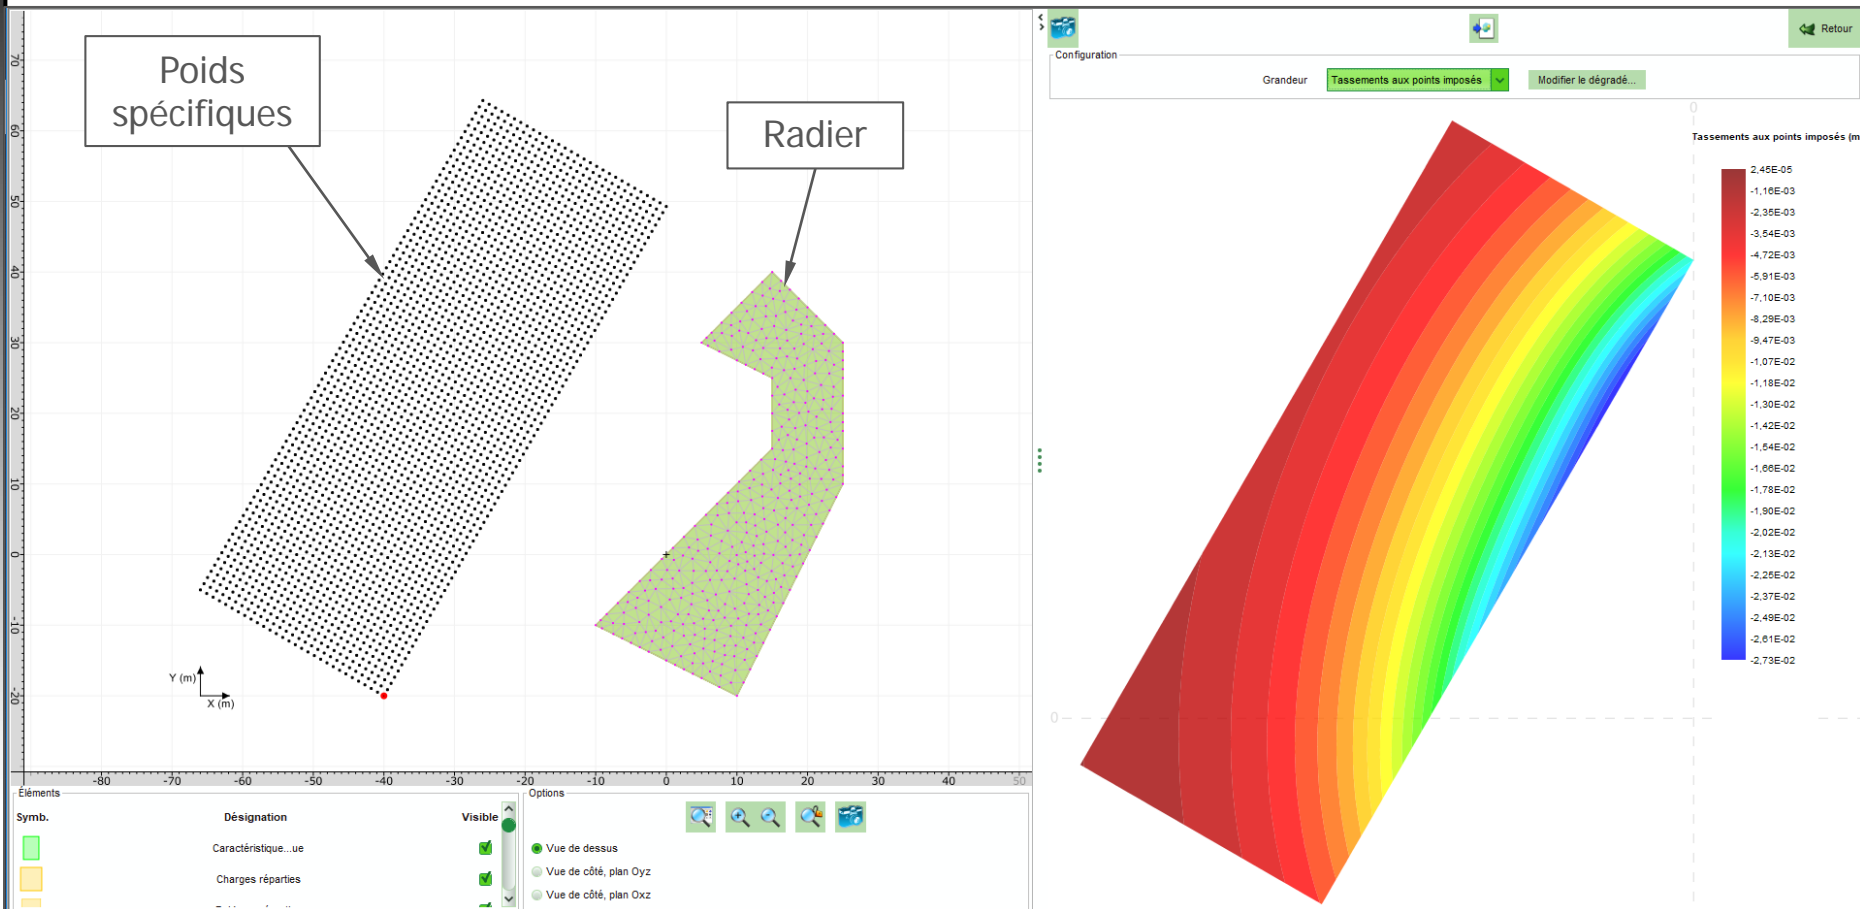 Poids
spécifiques
Radier
70
60
50
40
30
20
10
0
-10
-20
Y (m)
X (m)
-80
-70
-60
-50
-40
-30
-20
-10
0
10
20
30
40
50
Éléments
Symb.
Désignation
Visible
Caractéristique...ue
Charges réparties
Options
Vue de dessus
Vue de côté, plan Oyz
Vue de côté, plan Oxz
Retour
Configuration
Grandeur
Tassements aux points imposés
Modifier le dégradé...
0
Tassements aux points imposés (m
2,45E-05
-1,16E-03
-2,35E-03
-3,54E-03
-4,72E-03
-5,91E-03
-7,10E-03
-8,29E-03
-9,47E-03
-1,07E-02
-1,18E-02
-1,30E-02
-1,42E-02
-1,54E-02
-1,66E-02
-1,78E-02
-1,90E-02
-2,02E-02
-2,13E-02
-2,25E-02
-2,37E-02
-2,49E-02
-2,61E-02
-2,73E-02
0